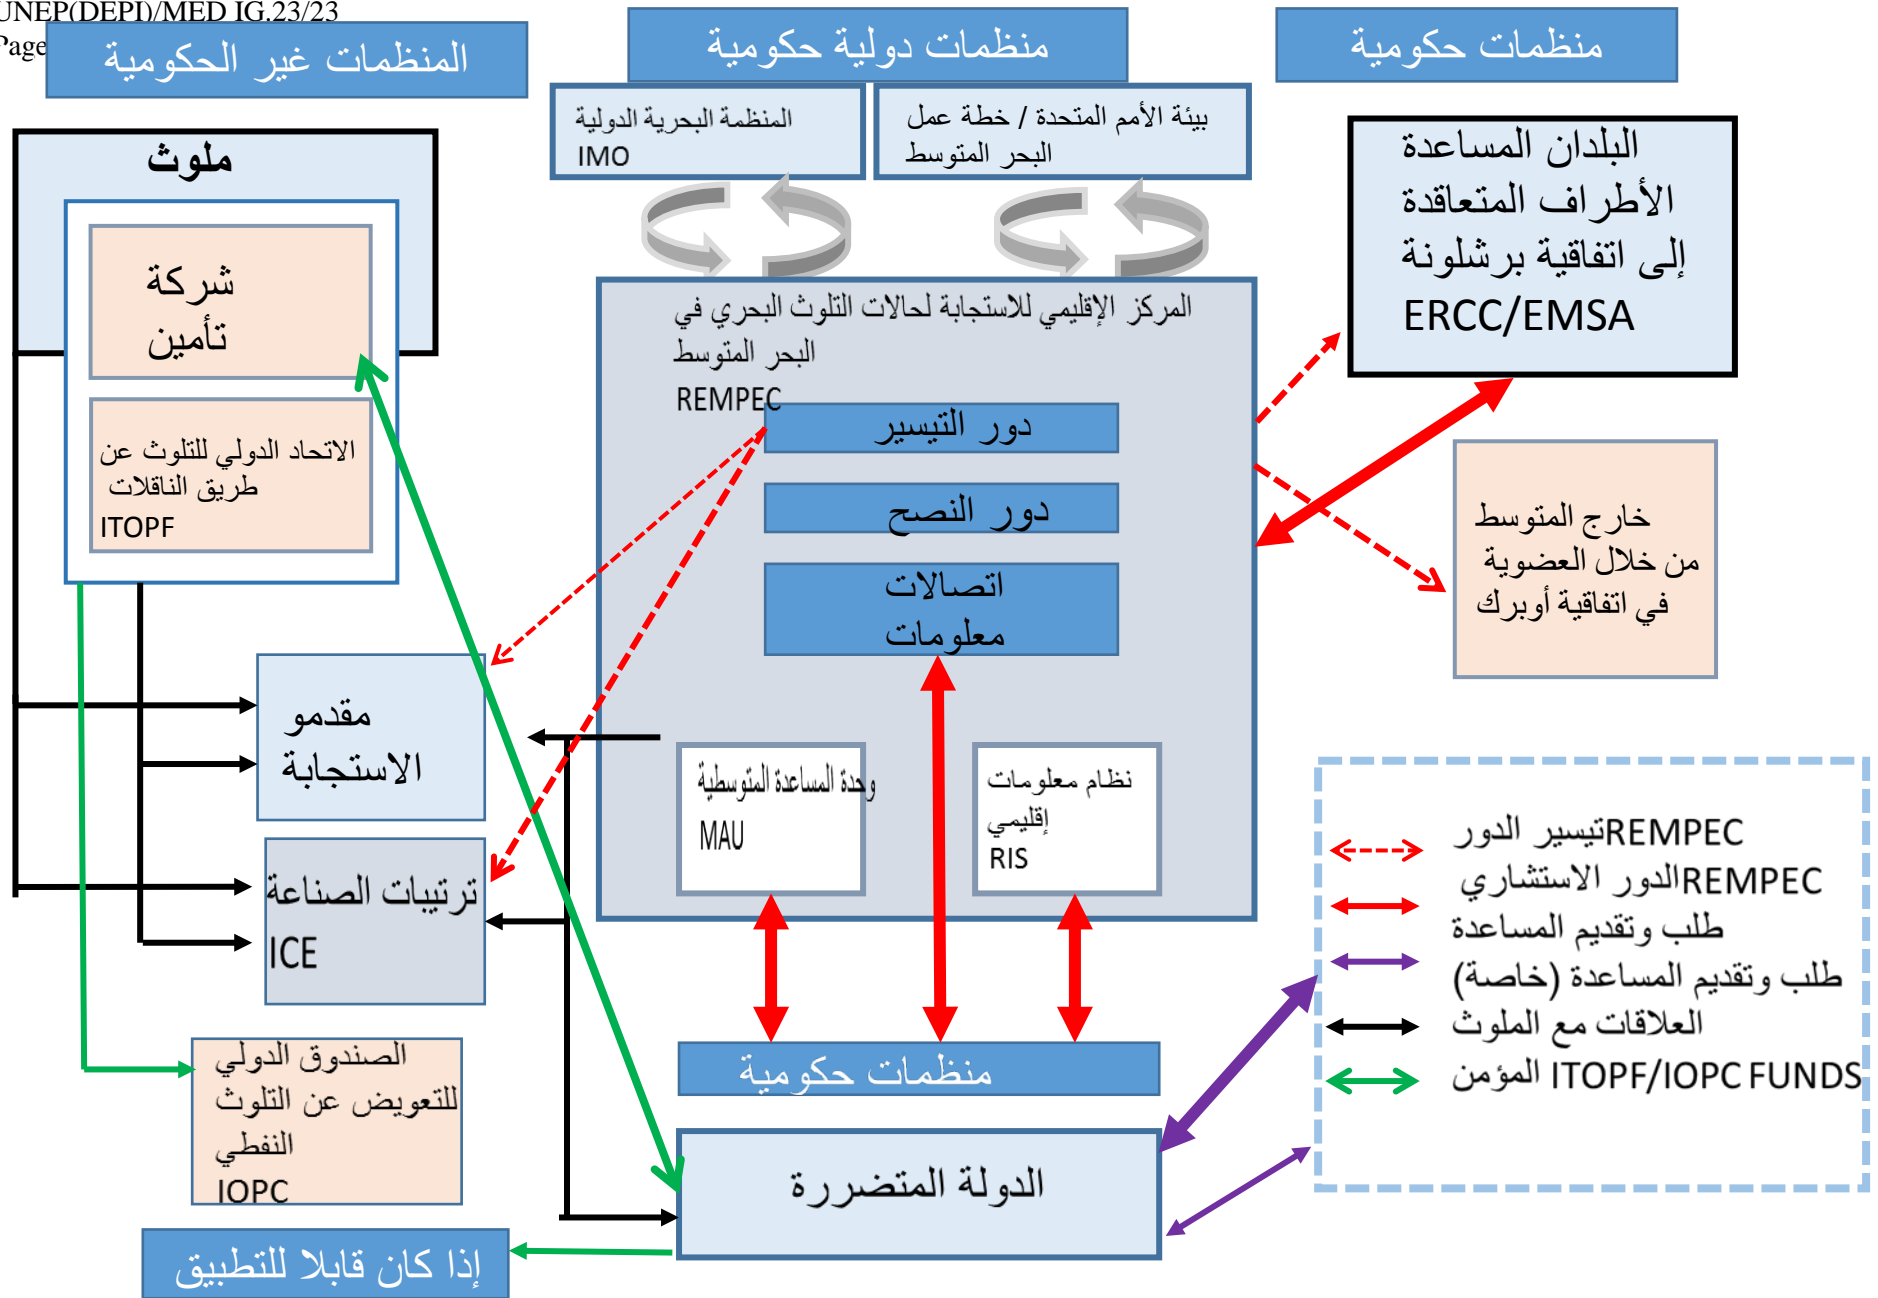 UNEP(DEPI)/MED IG.23/23
Page
المنظمات غير الحكومية
منظمات دولية حكومية
منظمات حكومية
ملوث
شركة
تأمين
الاتحاد الدولي للتلوث عن
طريق الناقلات
ITOPF
المنظمة البحرية الدولية
IMO
بيئة الأمم المتحدة / خطة عمل
البحر المتوسط
البلدان المساعدة
الأطراف المتعاقدة
إلى اتفاقية برشلونة
ERCC/EMSA
المركز الإقليمي للاستجابة لحالات التلوث البحري في
البحر المتوسط
REMPEC
دور التيسير
دور النصح
اتصالات
معلومات
خارج المتوسط
من خلال العضوية
في اتفاقية أوبرك
مقدمو
الاستجابة
ترتيبات الصناعة
ICE
وحدة المساعدة المتوسطية
MAU
نظام معلومات
إقليمي
RIS
الصندوق الدولي
للتعويض عن التلوث
النفطي
IOPC
منظمات حكومية
الدولة المتضررة
إذا كان قابلا للتطبيق
REMPECتيسير الدور
REMPECالدور الاستشاري
طلب وتقديم المساعدة
طلب وتقديم المساعدة (خاصة)
العلاقات مع الملوث
ITOPF/IOPC FUNDS المؤمن